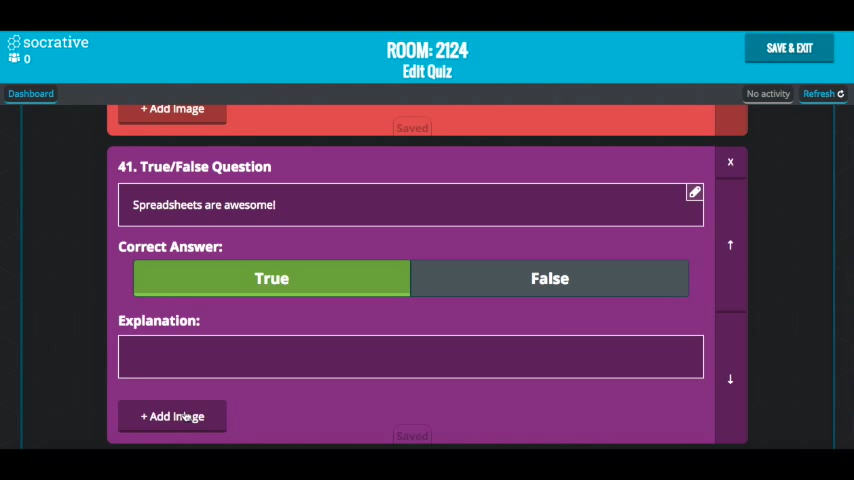 socrative
0
ROOM: 2124
Edit Quiz
SAVE & EXIT
Dashboard
No activity
Refresh
+ Add Image
Saved
41. True/False Question
X
Spreadsheets are awesome!
Correct Answer:
True
False
Explanation:
+ Add Image
Saved